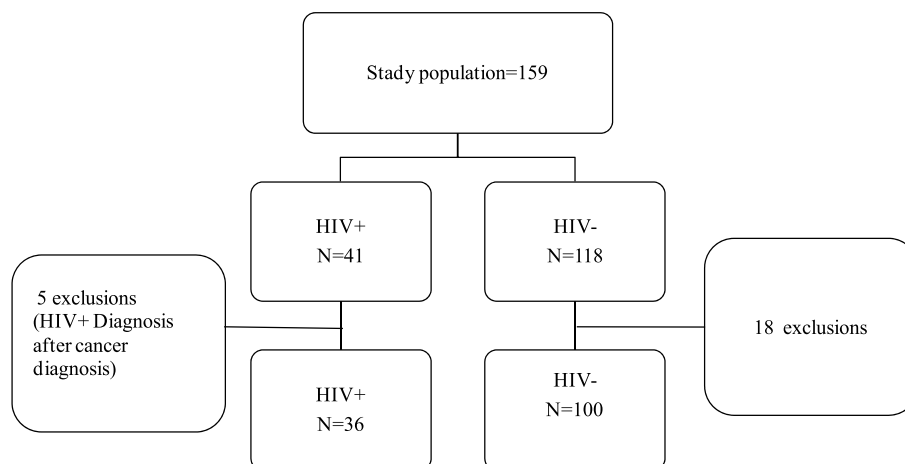 Stady population=159
HIV+
N=41
HIV-
N=118
5 exclusions
(HIV+ Diagnosis
after cancer
diagnosis)
18 exclusions
HIV+
N=36
HIV-
N=100